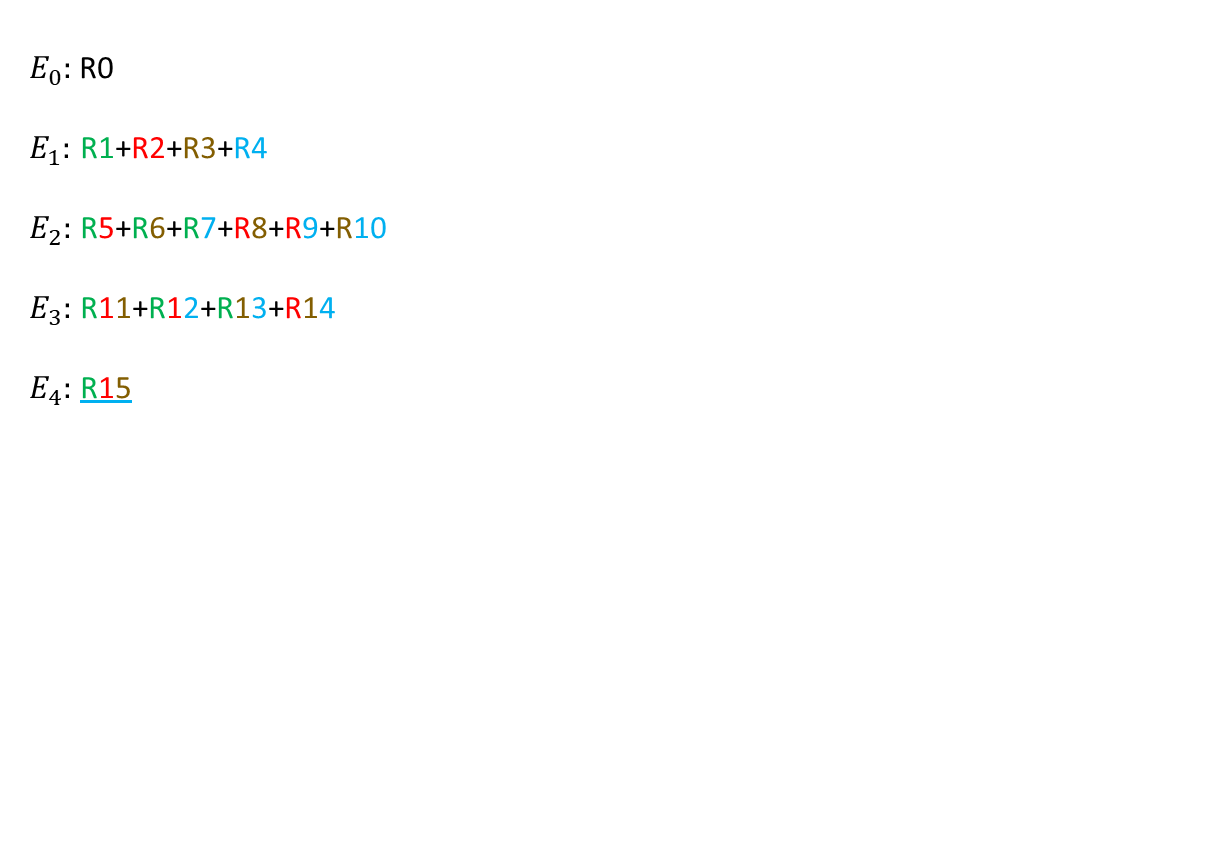 E₀: R0
E₁: R1+R2+R3+R4
E₂: R5+R6+R7+R8+R9+R10
E₃: R11+R12+R13+R14
E₄: R15